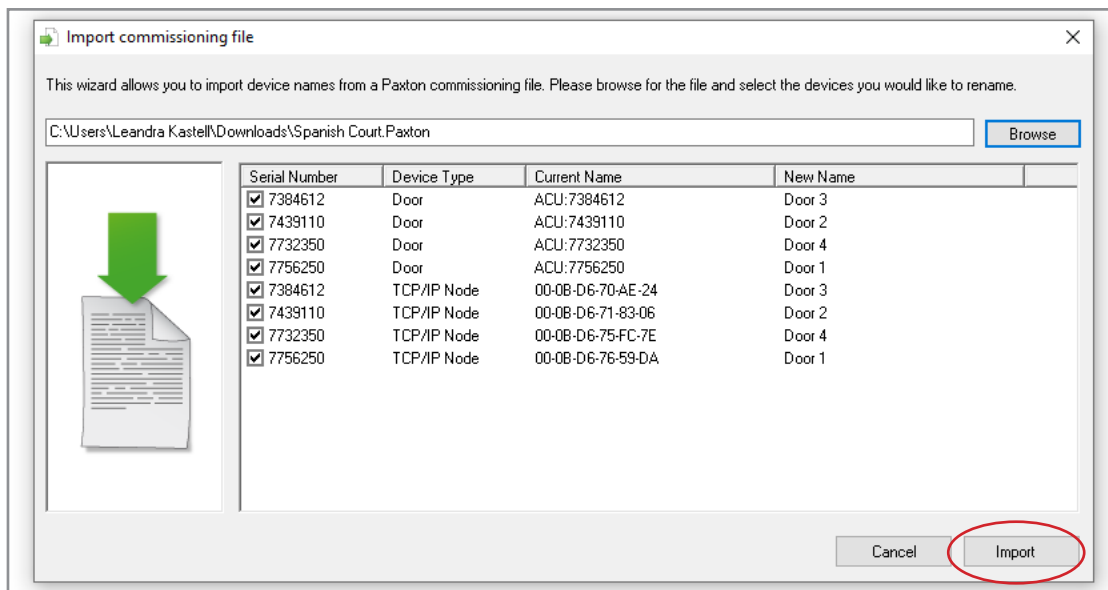 Import commissioning file
This wizard allows you to import device names from a Paxton commissioning file. Please browse for the file and select the devices you would like to rename.
C:\Users\Leandra Kastell\Downloads\Spanish Court.Paxton Browse
Serial Number Device Type Current Name New Name
7384612 Door ACU:7384612 Door 3
7439110 Door ACU:7439110 Door 2
7732350 Door ACU:7732350 Door 4
7756250 Door ACU:7756250 Door 1
7384612 TCP/IP Node 00-0B-D6-70-AE-24 Door 3
7439110 TCP/IP Node 00-0B-D6-71-83-06 Door 2
7732350 TCP/IP Node 00-0B-D6-75-FC-7E Door 4
7756250 TCP/IP Node 00-0B-D6-76-59-DA Door 1
Cancel Import